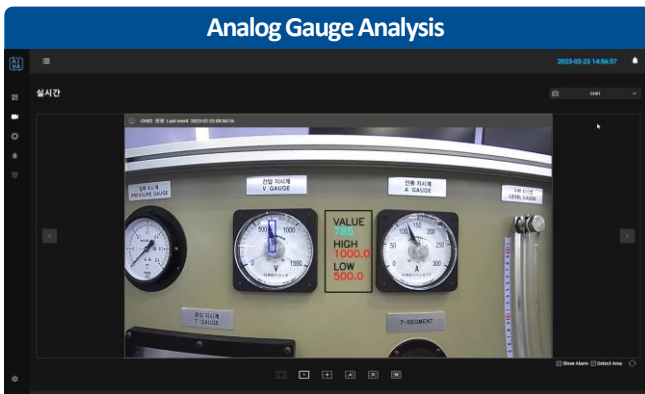 Analog Gauge Analysis
2023-02-23 14:56:37
실시간
CH01
압력 지시계
PRESSURE GAUGE
전압 지시계
V GAUGE
전류 지시계
A GAUGE
LEVEL GAUGE
500 1000
0 1500
V
VALUE
785
HIGH
1000.0
LOW
500.0
100 150 200
50 250
0 300
A
온도 지시계
T GAUGE
7-SEGMENT
Show Alarm Detect Area